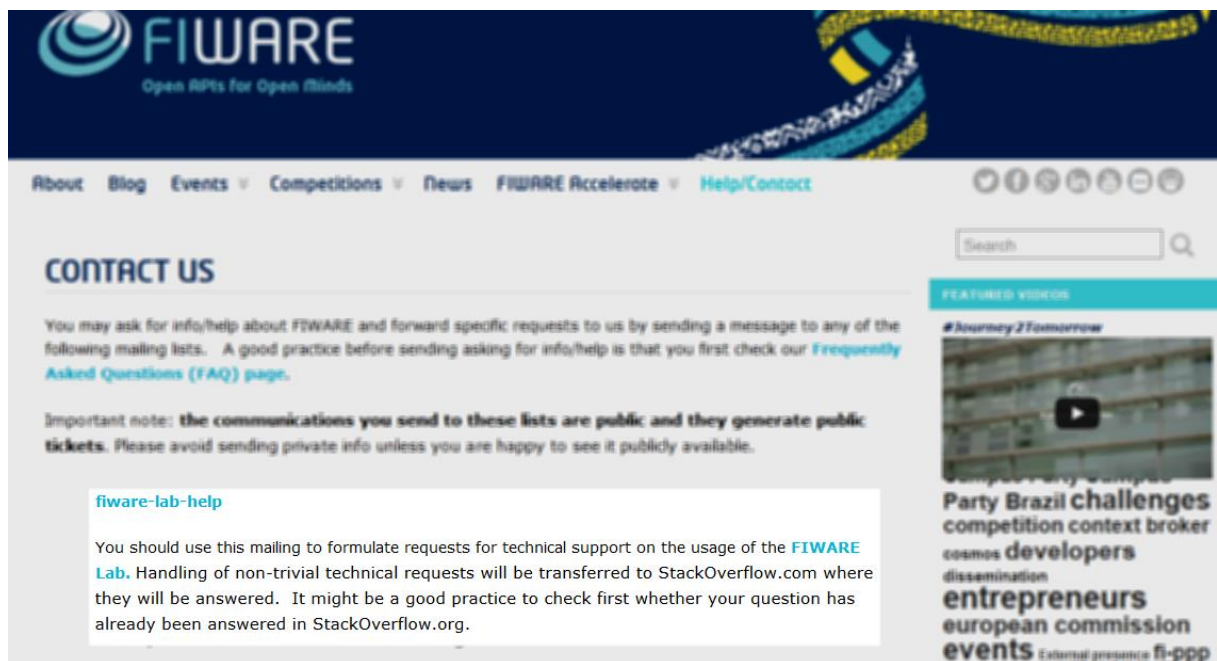 FIWARE
Open APIs for Open Minds
About Blog Events Competitions News FIWARE Accelerate Help/Contact
Search
CONTACT US
FEATURED VIDEOS
You may ask for info/help about FIWARE and forward specific requests to us by sending a message to any of the
following mailing lists. A good practice before sending asking for info/help is that you first check our Frequently
Asked Questions (FAQ) page.
#Journey2Tomorrow
Important note: the communications you send to these lists are public and they generate public
tickets. Please avoid sending private info unless you are happy to see it publicly available.
fiware-lab-help
You should use this mailing to formulate requests for technical support on the usage of the FIWARE
Lab. Handling of non-trivial technical requests will be transferred to StackOverflow.com where
they will be answered. It might be a good practice to check first whether your question has
already been answered in StackOverflow.org.
Campus Party Campus
Party Brazil challenges
competition context broker
cosmos developers
dissemination
entrepreneurs
european commission
events External presence fi-ppp